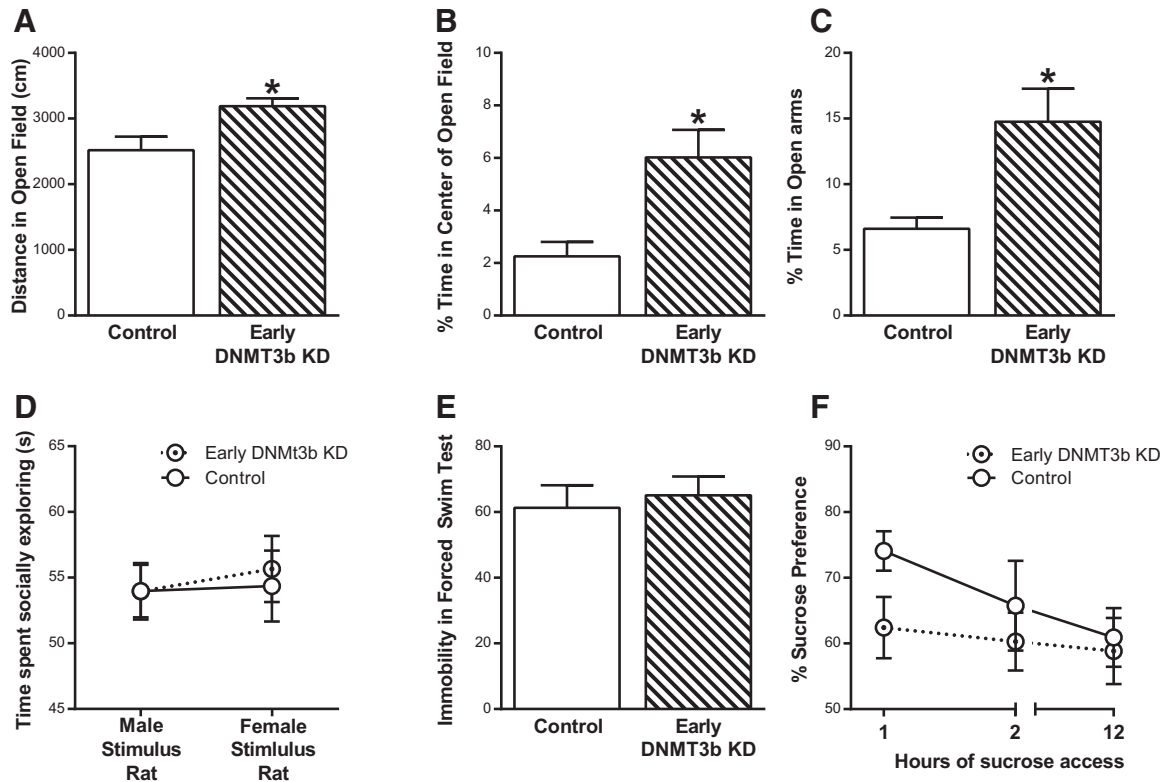 A
Distance in Open Field (cm)
4000
3000
2000
1000
0
*
Control
Early
DNMT3b KD
B
% Time in Center of Open Field
10
8
6
4
2
0
*
Control
Early
DNMT3b KD
C
% Time in Open arms
20
15
10
5
0
*
Control
Early
DNMT3b KD
D
Time spent socially exploring (s)
65
60
55
50
45
Early DNMt3b KD
Control
Male
Stimulus
Rat
Female
Stimlulus
Rat
E
Immobility in Forced Swim Test
80
60
40
20
0
Control
Early
DNMT3b KD
F
% Sucrose Preference
90
80
70
60
50
Early DNMT3b KD
Control
1
2
12
Hours of sucrose access